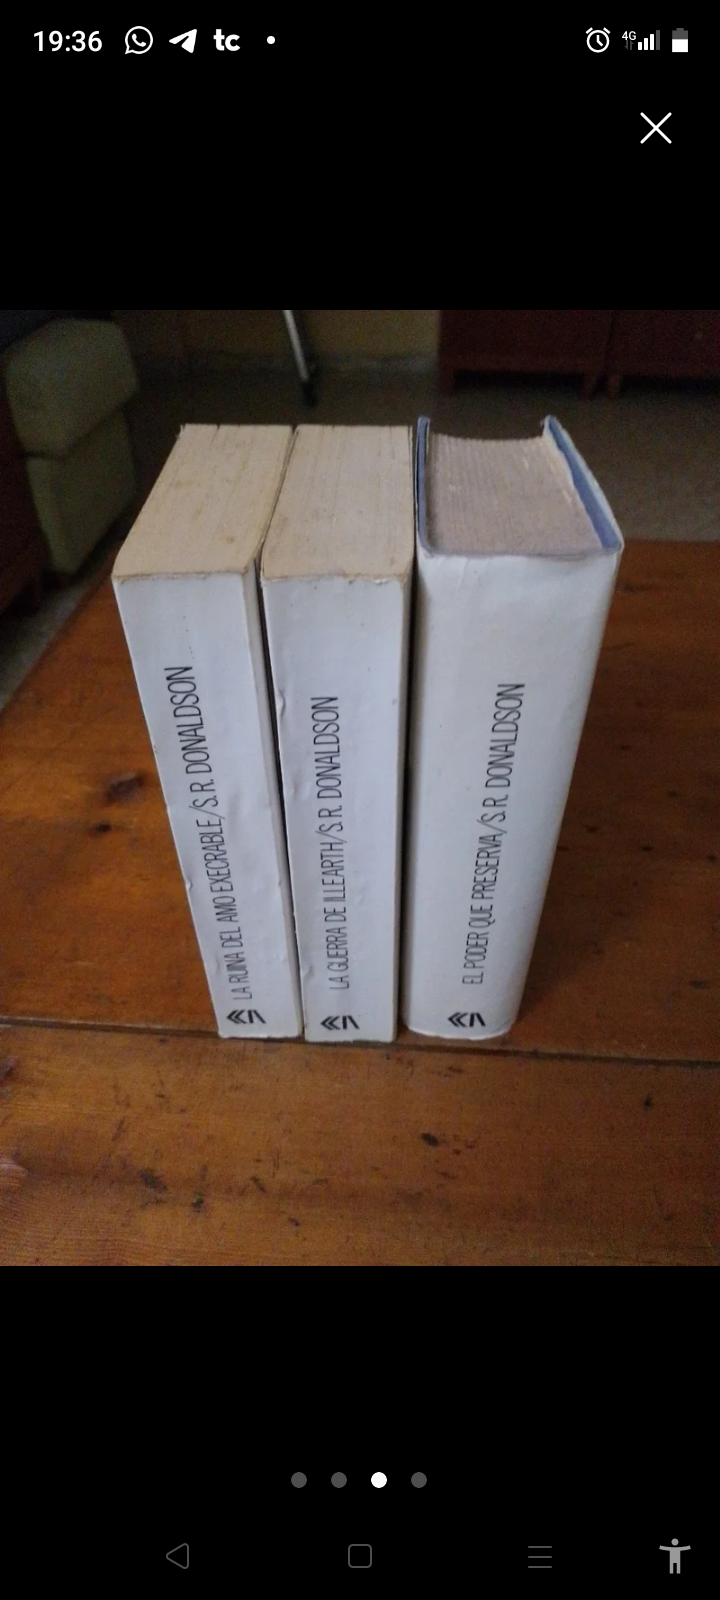 19:36
tc
4G
LA RUINA DEL AMO EXECRABLE/S.R. DONALDSON
LA GUERRA DE ILLEARTH/S.R. DONALDSON
EL PODER QUE PRESERVA/S.R. DONALDSON